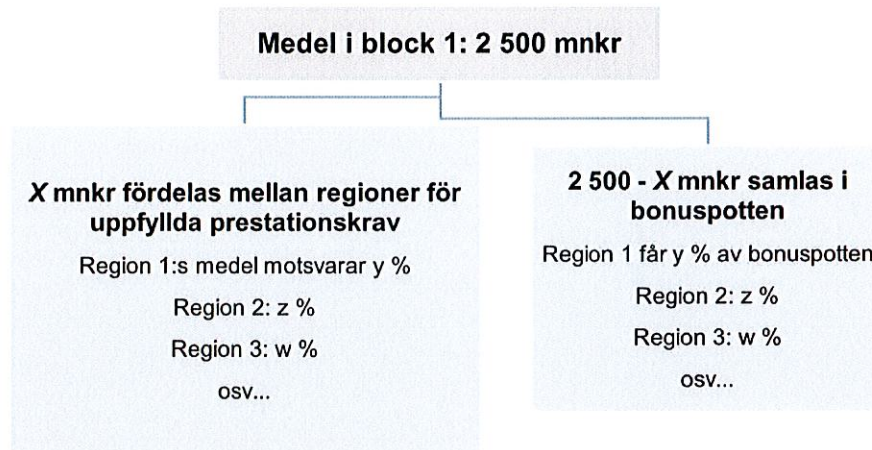 Medel i block 1: 2 500 mnkr
X mnkr fördelas mellan regioner för
uppfyllda prestationskrav
Region 1:s medel motsvarar y %
Region 2: z %
Region 3: w %
osv...
2 500 - X mnkr samlas i
bonuspotten
Region 1 får y % av bonuspotten
Region 2: z %
Region 3: w %
osv...